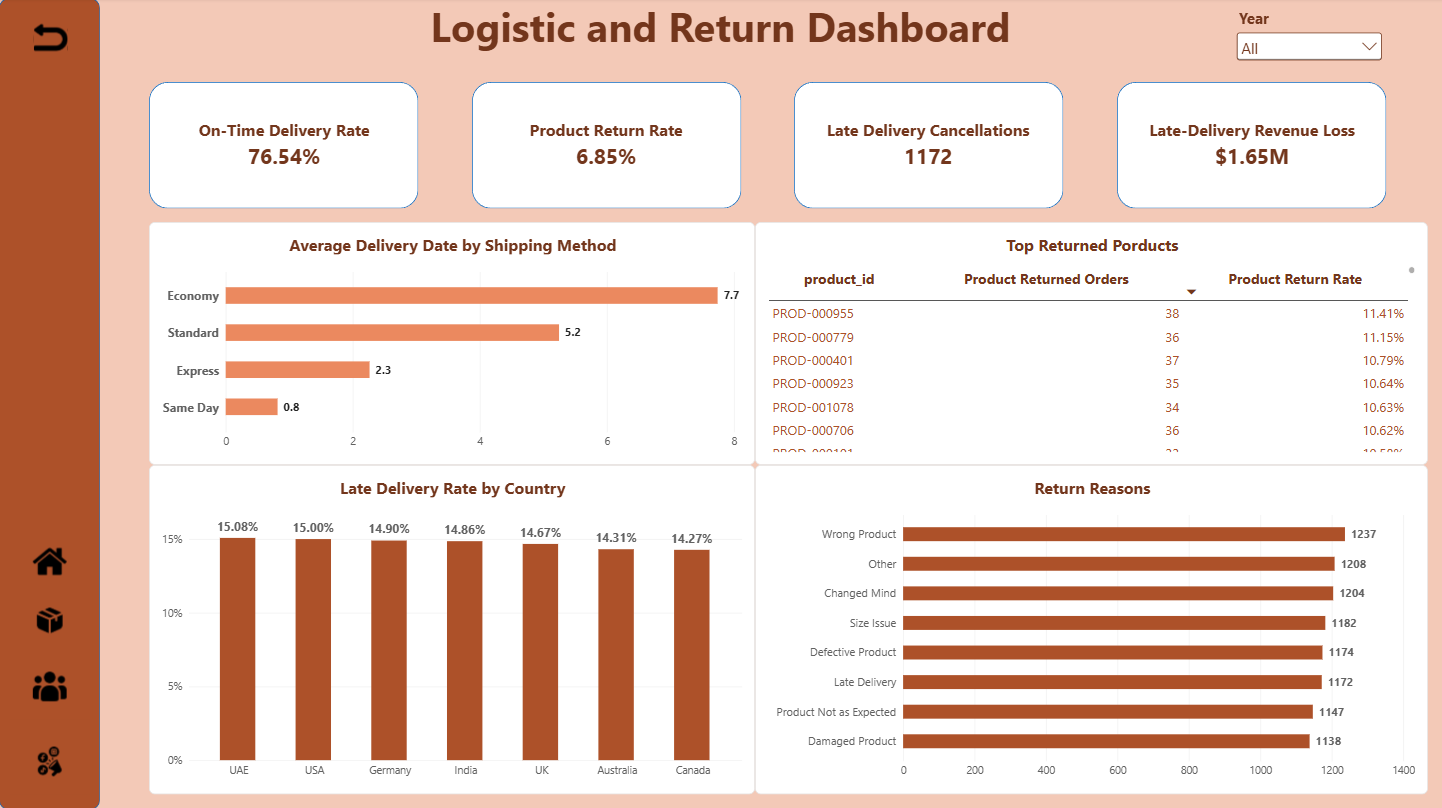 Logistic and Return Dashboard
Year
All
On-Time Delivery Rate
76.54%
Product Return Rate
6.85%
Late Delivery Cancellations
1172
Late-Delivery Revenue Loss
$1.65M
Average Delivery Date by Shipping Method
Economy 7.7
Standard 5.2
Express 2.3
Same Day 0.8
0 2 4 6 8
Top Returned Porducts
product_id Product Returned Orders Product Return Rate
PROD-000955 38 11.41%
PROD-000779 36 11.15%
PROD-000401 37 10.79%
PROD-000923 35 10.64%
PROD-001078 34 10.63%
PROD-000706 36 10.62%
Late Delivery Rate by Country
15.08% 15.00% 14.90% 14.86% 14.67% 14.31% 14.27%
15%
10%
5%
0%
UAE USA Germany India UK Australia Canada
Return Reasons
Wrong Product 1237
Other 1208
Changed Mind 1204
Size Issue 1182
Defective Product 1174
Late Delivery 1172
Product Not as Expected 1147
Damaged Product 1138
0 200 400 600 800 1000 1200 1400